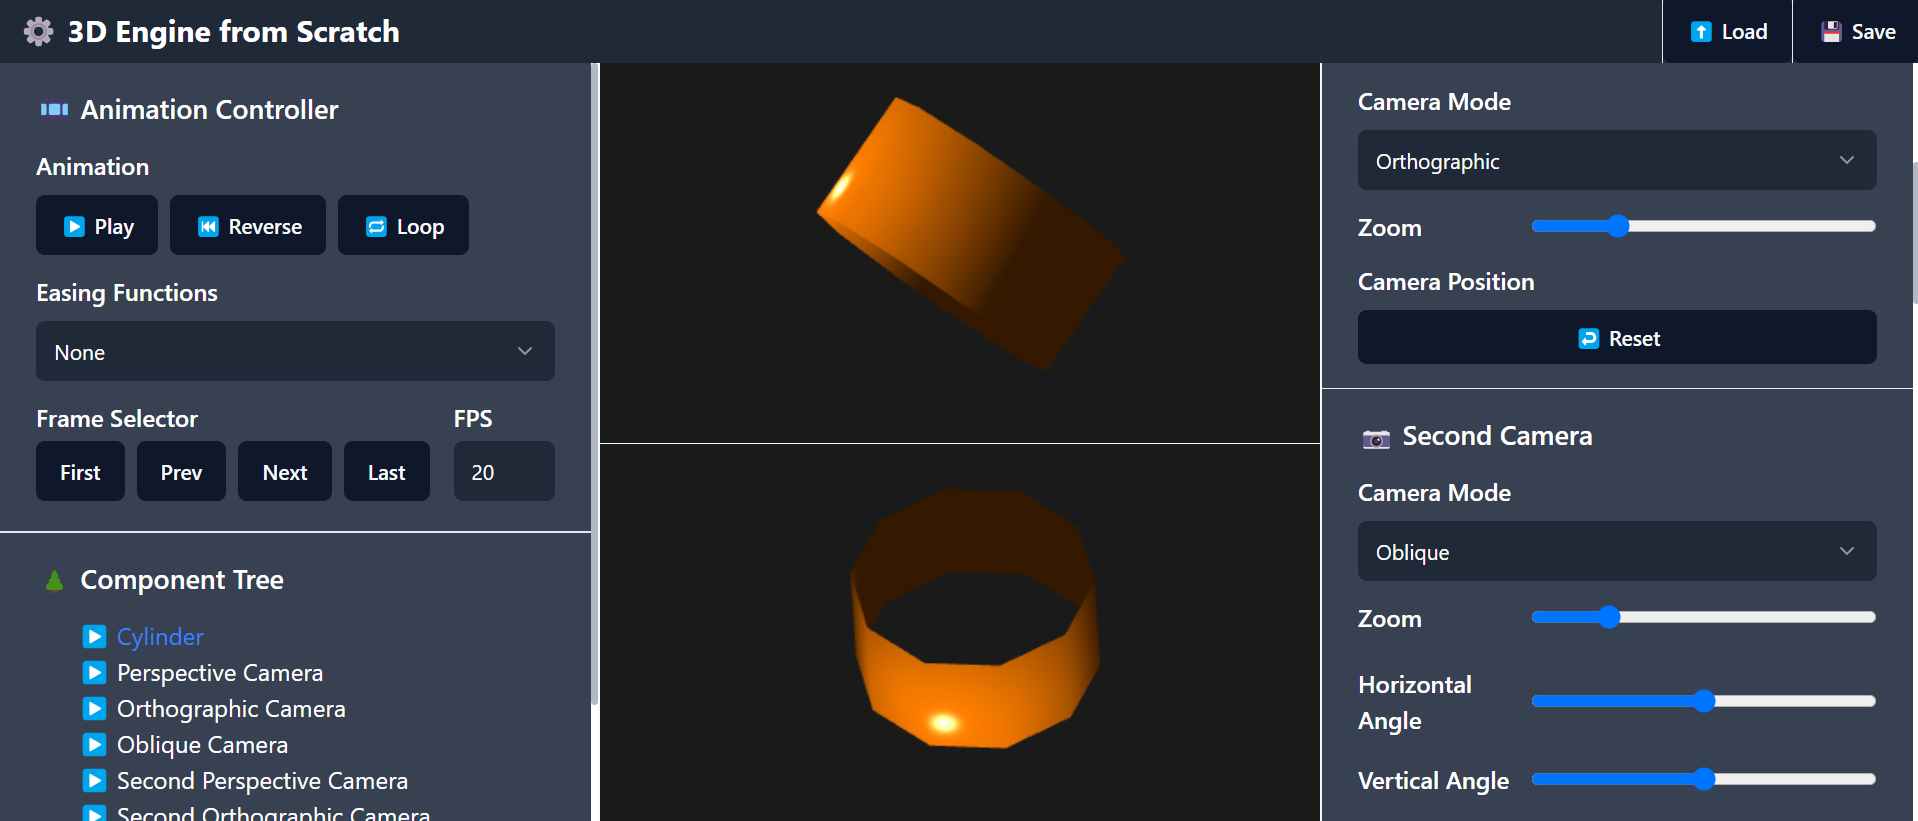 3D Engine from Scratch
Load
Save
Animation Controller
Animation
Play
Reverse
Loop
Easing Functions
None
Frame Selector
FPS
First
Prev
Next
Last
20
Component Tree
Cylinder
Perspective Camera
Orthographic Camera
Oblique Camera
Second Perspective Camera
Second Orthographic Camera
Camera Mode
Orthographic
Zoom
Camera Position
Reset
Second Camera
Camera Mode
Oblique
Zoom
Horizontal
Angle
Vertical Angle